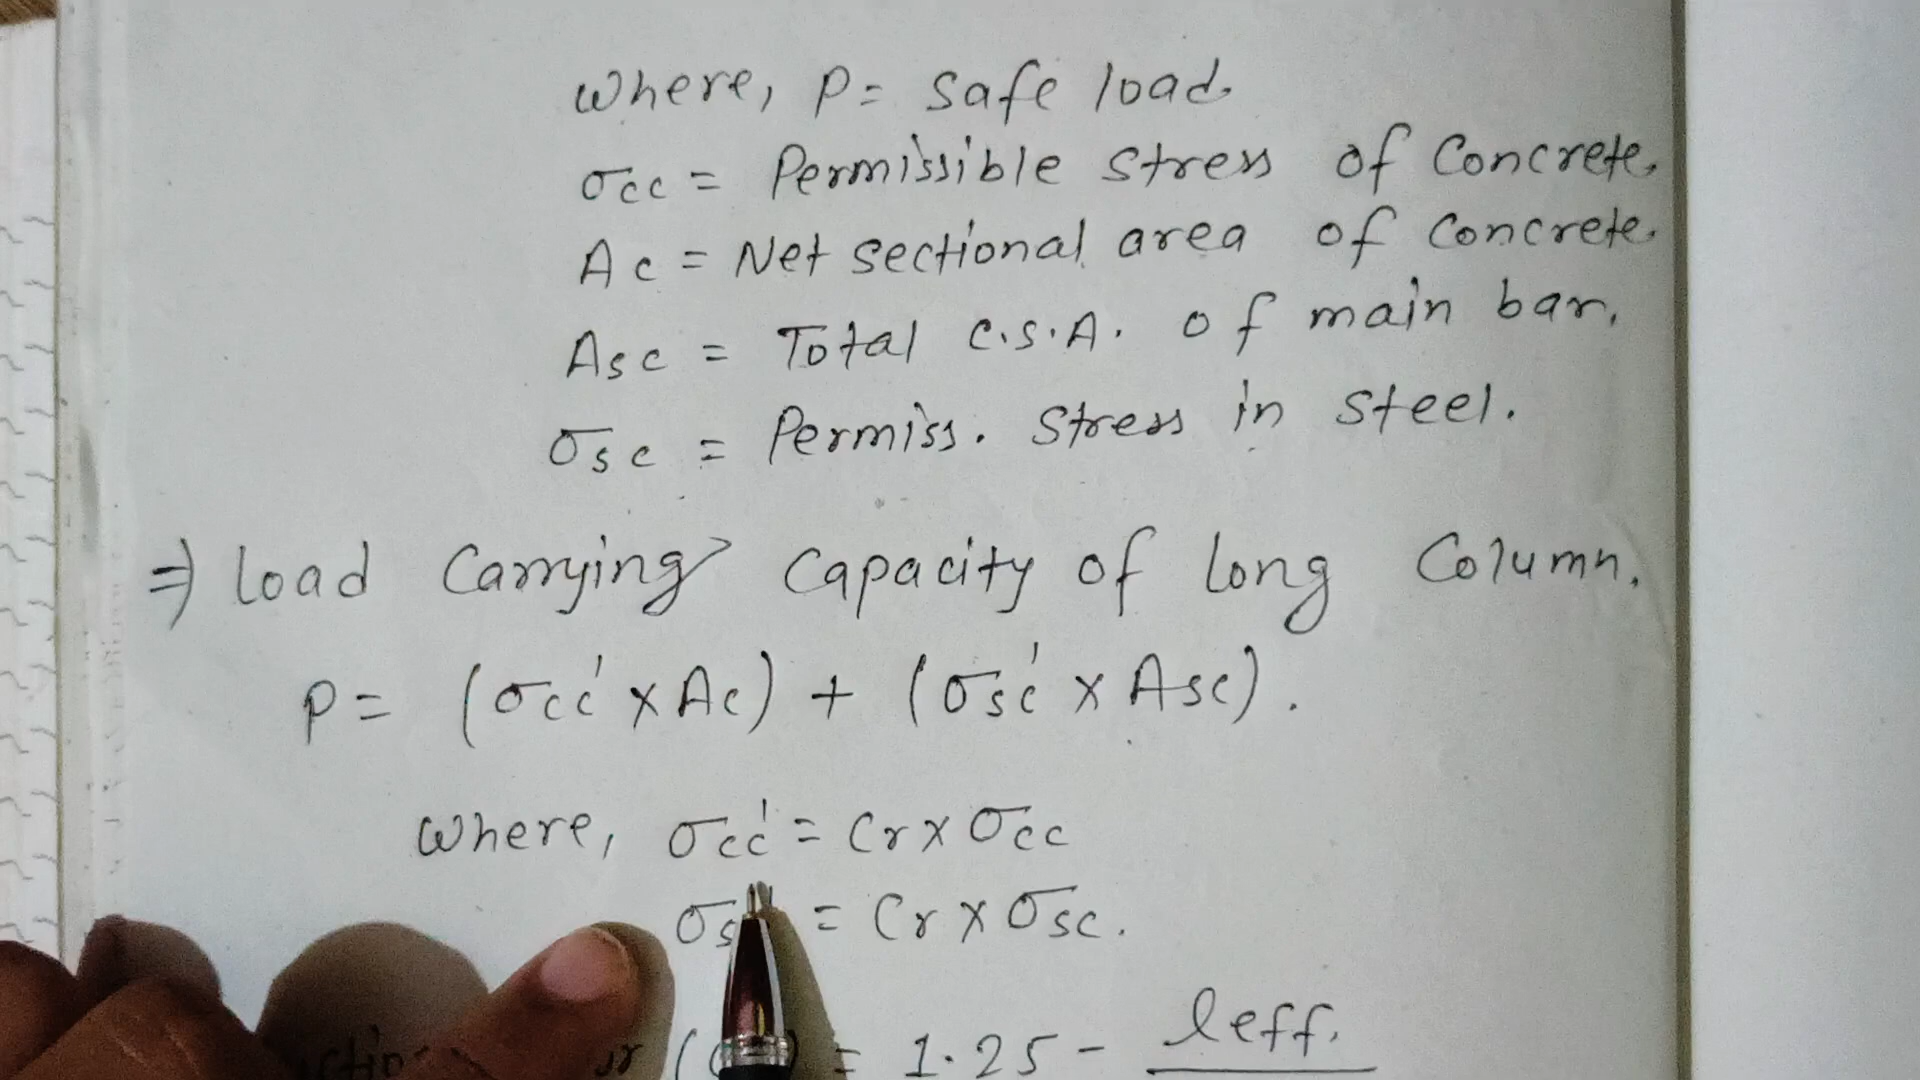 where, P = safe load.
σcc = Permissible stress of Concrete.
Ac = Net sectional area of Concrete.
Asc = Total C.S.A. of main bar.
σsc = Permiss. Stress in steel.
⇒ Load Carrying Capacity of Long Column.
P = (σcc' x Ac) + (σsc' x Asc).
where, σcc' = Cr x σcc
= Cr x σsc.
= 1.25 - leff.